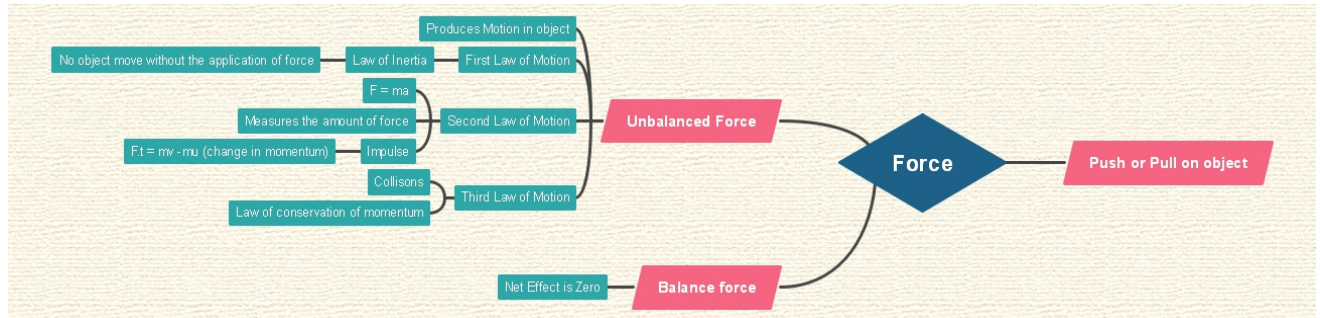 Produces Motion in object
No object move without the application of force
Law of Inertia
First Law of Motion
F = ma
Measures the amount of force
Second Law of Motion
Unbalanced Force
F.t = mv - mu (change in momentum)
Impulse
Force
Push or Pull on object
Collisons
Third Law of Motion
Law of conservation of momentum
Net Effect is Zero
Balance force